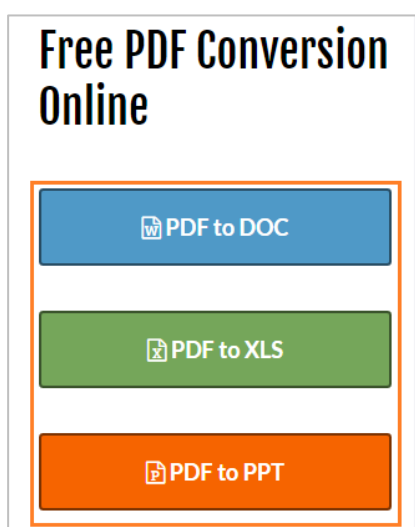 Free PDF Conversion
Online
PDF to DOC
PDF to XLS
PDF to PPT